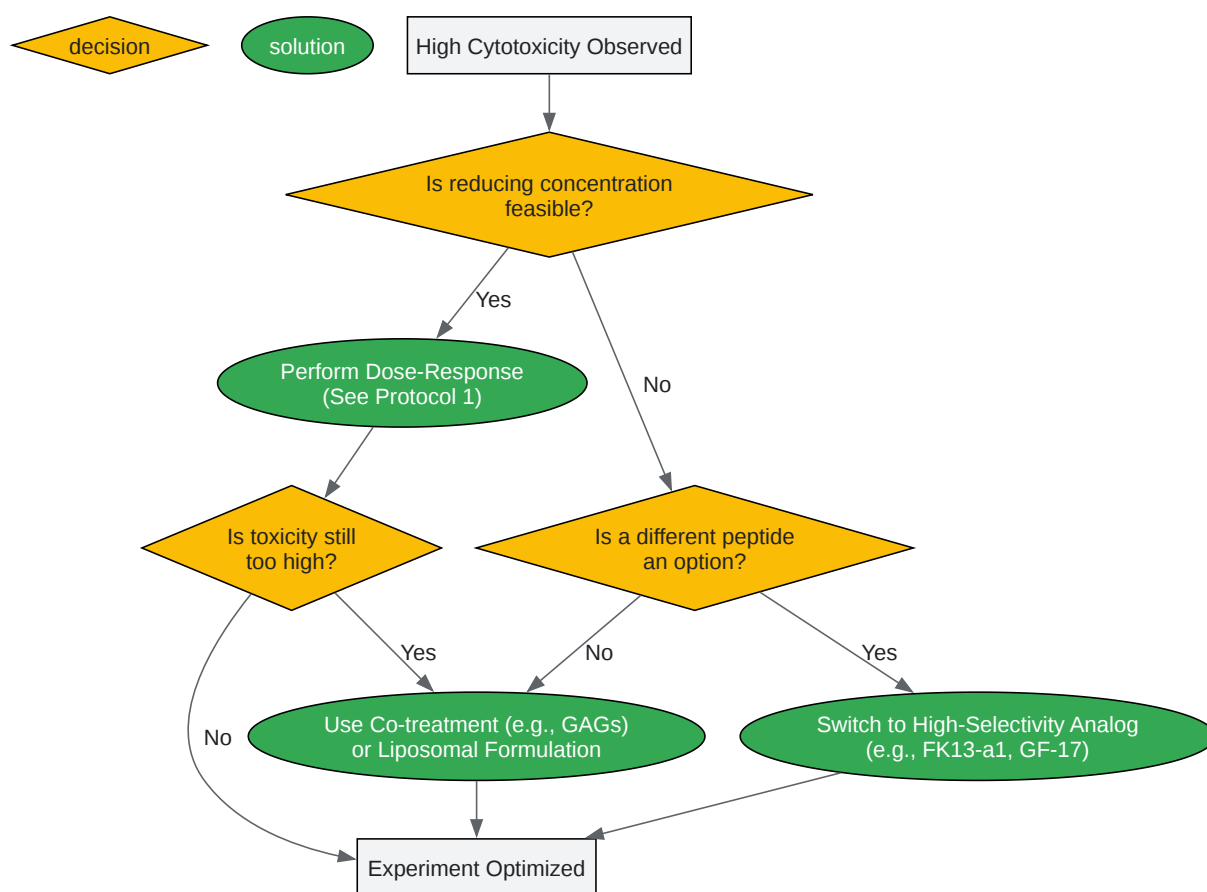 decision
solution
High Cytotoxicity Observed
Is reducing concentration
feasible?
Yes
No
Perform Dose-Response
(See Protocol 1)
Is toxicity still
too high?
Is a different peptide
an option?
Yes
No
Yes
No
Use Co-treatment (e.g., GAGs)
or Liposomal Formulation
Switch to High-Selectivity Analog
(e.g., FK13-a1, GF-17)
Experiment Optimized